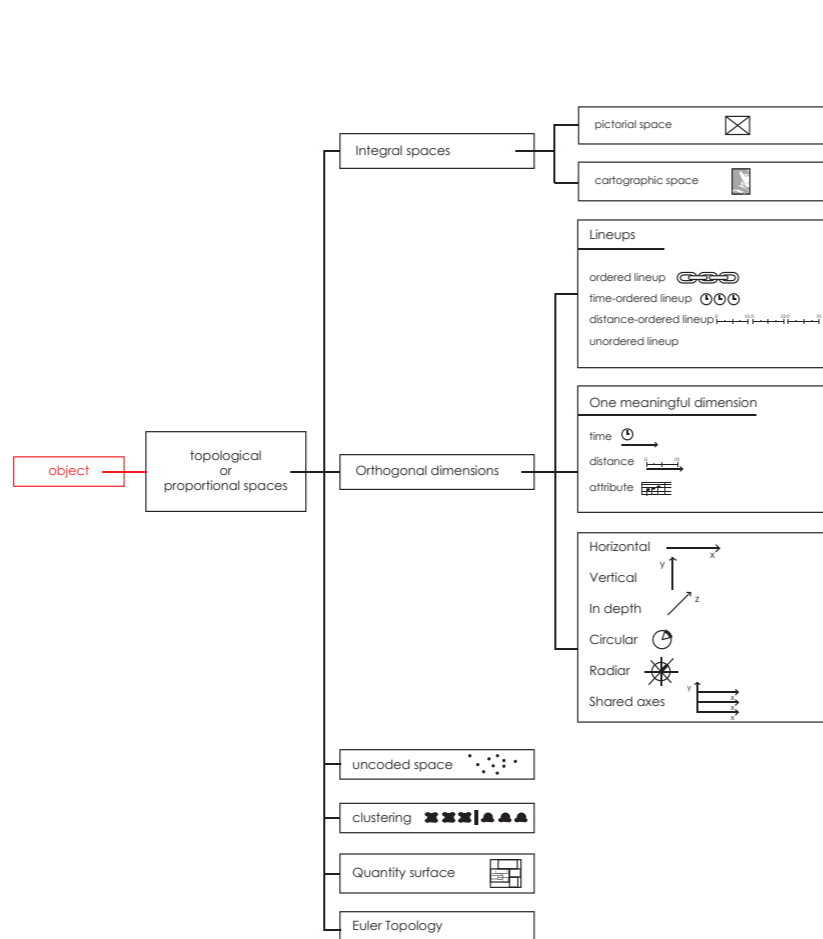 object
topological
or
proportional spaces
Integral spaces
pictorial space
cartographic space
Orthogonal dimensions
Lineups
ordered lineup
time-ordered lineup
distance-ordered lineup
unordered lineup
One meaningful dimension
time
distance
attribute
Horizontal
x
Vertical
y
In depth
z
Circular
Radiar
Shared axes
y
x
x
x
uncoded space
clustering
Quantity surface
Euler Topology